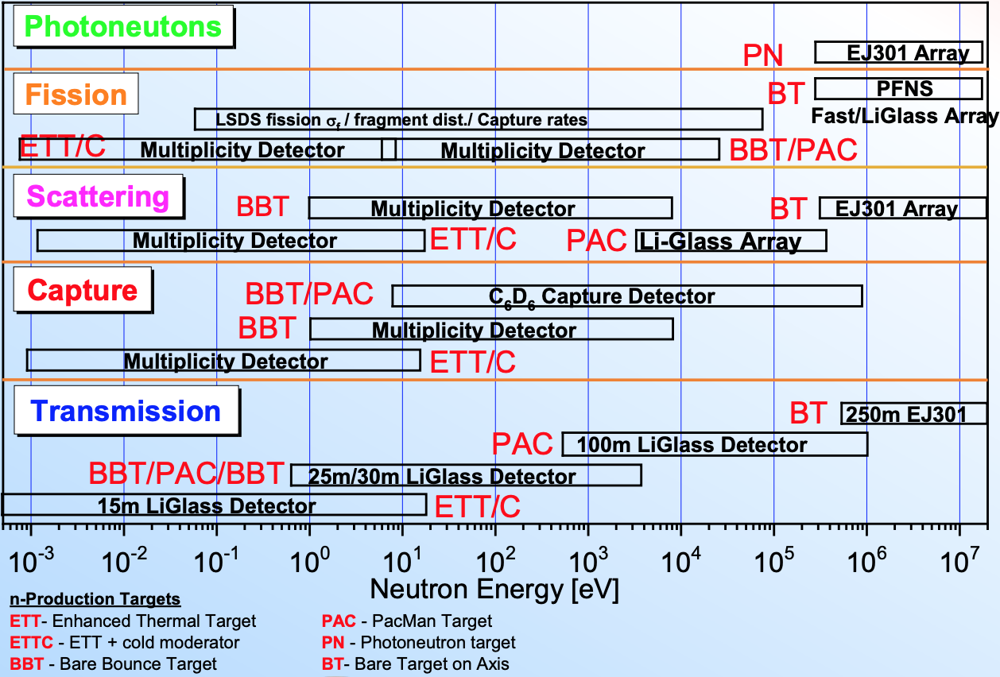 Photoneutons
PN EJ301 Array
Fission
BT PFNS
Fast/LiGlass Array
LSDS fission σf / fragment dist./ Capture rates
ETT/C Multiplicity Detector Multiplicity Detector BBT/PAC
Scattering
BBT Multiplicity Detector BT EJ301 Array
Multiplicity Detector ETT/C PAC Li-Glass Array
Capture
BBT/PAC C6D6 Capture Detector
BBT Multiplicity Detector
Multiplicity Detector ETT/C
Transmission
BT 250m EJ301
PAC 100m LiGlass Detector
BBT/PAC/BBT 25m/30m LiGlass Detector
15m LiGlass Detector ETT/C
10-3 10-2 10-1 100 101 102 103 104 105 106 107
Neutron Energy [eV]
n-Production Targets
ETT- Enhanced Thermal Target
ETTC - ETT + cold moderator
BBT - Bare Bounce Target
PAC - PacMan Target
PN - Photoneutron target
BT- Bare Target on Axis